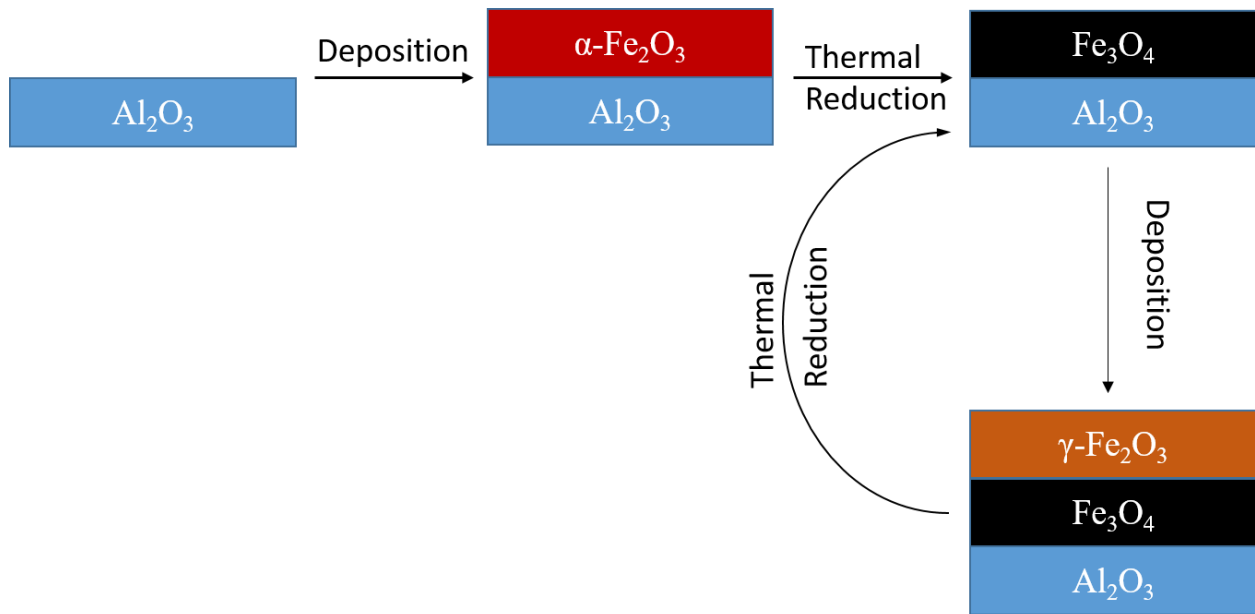 Deposition
α-Fe₂O₃
Thermal
Reduction
Fe₃O₄
Al₂O₃
Al₂O₃
Al₂O₃
Deposition
Thermal
Reduction
γ-Fe₂O₃
Fe₃O₄
Al₂O₃